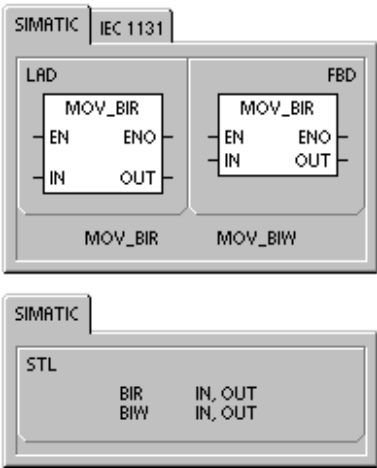 SIMATIC IEC 1131
LAD FBD
MOV_BIR MOV_BIR
EN ENO EN ENO
IN OUT IN OUT
MOV_BIR MOV_BIW
SIMATIC
STL
BIR IN, OUT
BIW IN, OUT